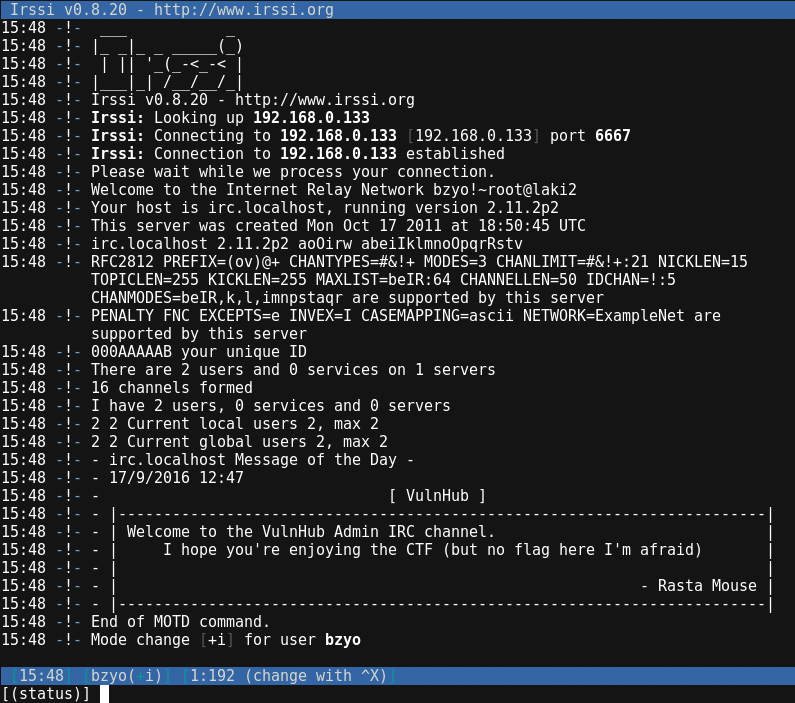 Irssi v0.8.20 - http://www.irssi.org
15:48 -!-  ___           _
15:48 -!- |_ _|_ _ _____(_)
15:48 -!-  | || '_(_-<_-< |
15:48 -!- |___|_| /__/__/_|
15:48 -!- Irssi v0.8.20 - http://www.irssi.org
15:48 -!- Irssi: Looking up 192.168.0.133
15:48 -!- Irssi: Connecting to 192.168.0.133 [192.168.0.133] port 6667
15:48 -!- Irssi: Connection to 192.168.0.133 established
15:48 -!- Please wait while we process your connection.
15:48 -!- Welcome to the Internet Relay Network bzyo!~root@laki2
15:48 -!- Your host is irc.localhost, running version 2.11.2p2
15:48 -!- This server was created Mon Oct 17 2011 at 18:50:45 UTC
15:48 -!- irc.localhost 2.11.2p2 aoOirw abeiIklmnoOpqrRstv
15:48 -!- RFC2812 PREFIX=(ov)@+ CHANTYPES=#&!+ MODES=3 CHANLIMIT=#&!+:21 NICKLEN=15
TOPICLEN=255 KICKLEN=255 MAXLIST=beIR:64 CHANNELLEN=50 IDCHAN=!:5
CHANMODES=beIR,k,l,imnpstaqr are supported by this server
15:48 -!- PENALTY FNC EXCEPTS=e INVEX=I CASEMAPPING=ascii NETWORK=ExampleNet are
supported by this server
15:48 -!- 000AAAAAB your unique ID
15:48 -!- There are 2 users and 0 services on 1 servers
15:48 -!- 16 channels formed
15:48 -!- I have 2 users, 0 services and 0 servers
15:48 -!- 2 2 Current local users 2, max 2
15:48 -!- 2 2 Current global users 2, max 2
15:48 -!- - irc.localhost Message of the Day -
15:48 -!- - 17/9/2016 12:47
15:48 -!- -                                [ VulnHub ]
15:48 -!- - |------------------------------------------------------------------------|
15:48 -!- - | Welcome to the VulnHub Admin IRC channel.                              |
15:48 -!- - |     I hope you're enjoying the CTF (but no flag here I'm afraid)       |
15:48 -!- - |                                                                        |
15:48 -!- - |                                                          - Rasta Mouse |
15:48 -!- - |------------------------------------------------------------------------|
15:48 -!- End of MOTD command.
15:48 -!- Mode change [+i] for user bzyo
[15:48] [bzyo(+i)] [1:192 (change with ^X)]
[(status)]